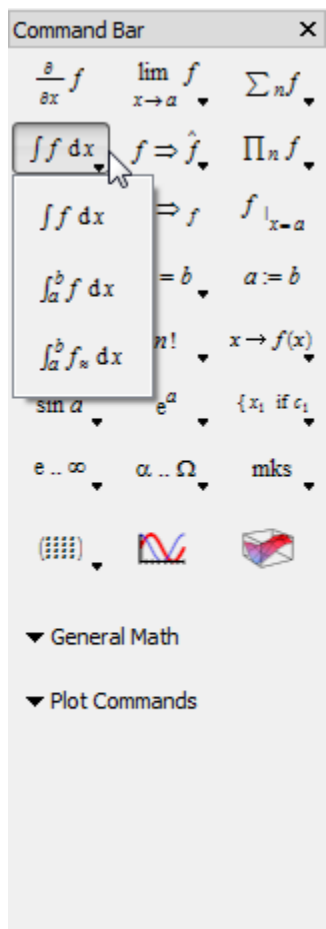 Command Bar ×
∂/∂x f lim x→a f ∑ n f
∫ f dx f ⇒ f̂ ∏ n f
∫ f dx ⇒ f f |x=a
∫ₐᵇ f dx = b a := b
∫ₐᵇ f≈ dx n! x → f(x)
sin a eᵃ {x₁ if c₁
e .. ∞ α .. Ω mks
General Math
Plot Commands